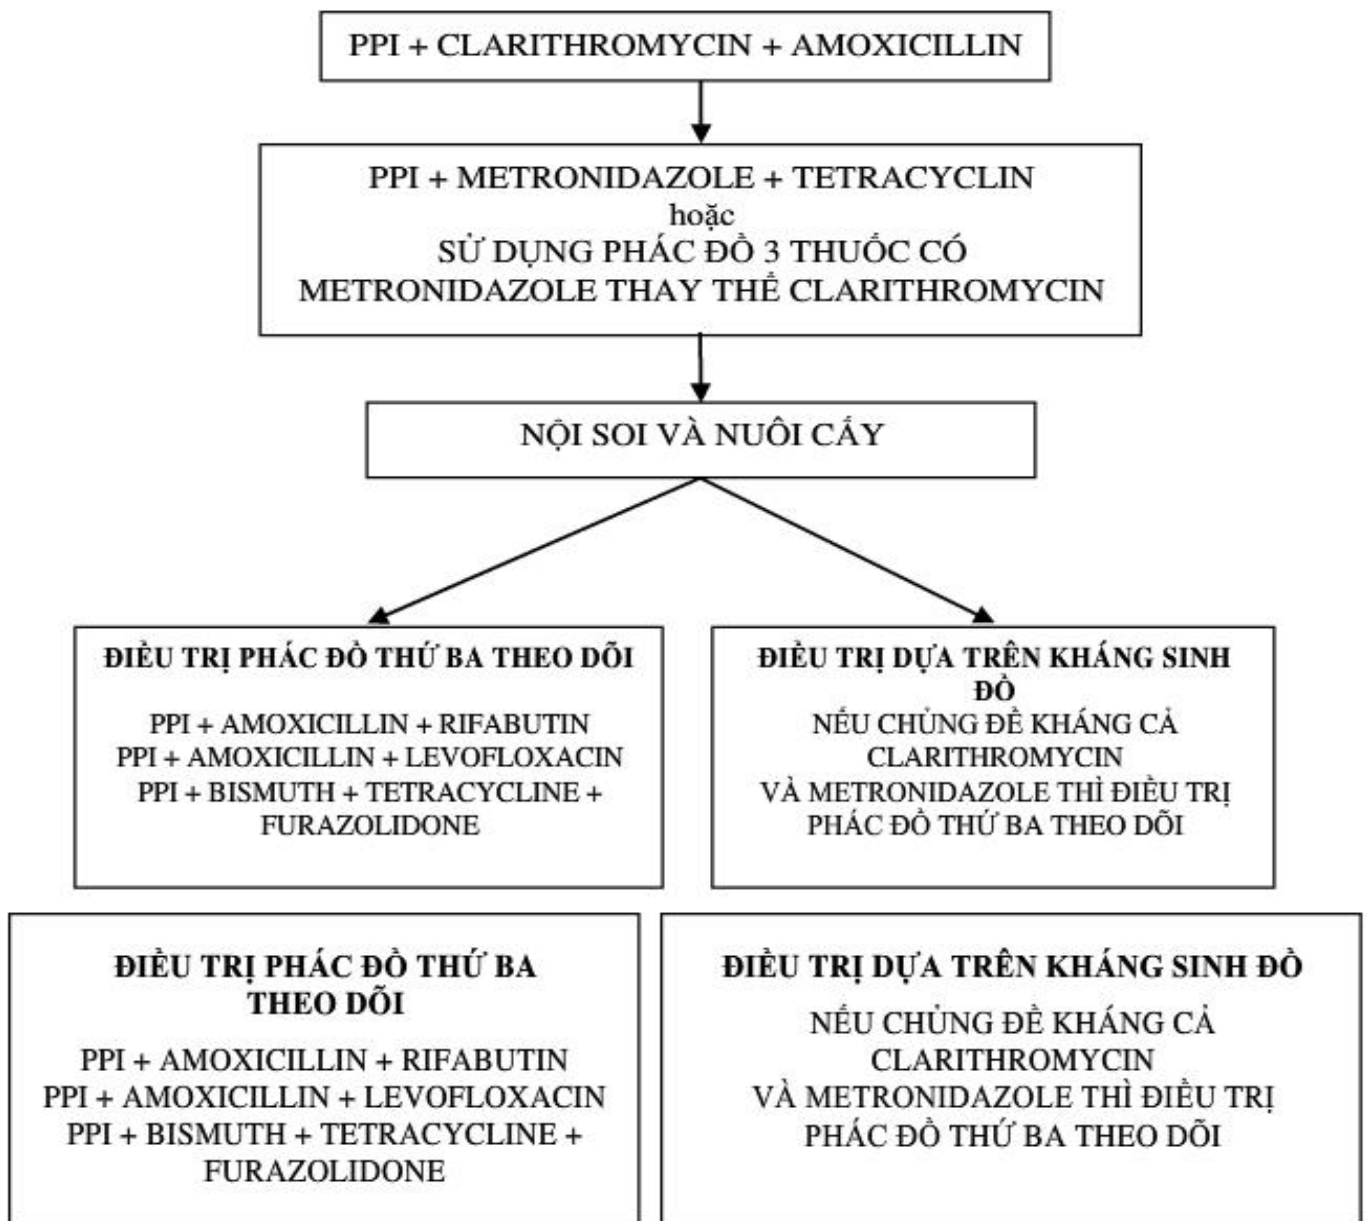 PPI + CLARITHROMYCIN + AMOXICILLIN
PPI + METRONIDAZOLE + TETRACYCLIN
hoặc
SỬ DỤNG PHÁC ĐỒ 3 THUỐC CÓ
METRONIDAZOLE THAY THẾ CLARITHROMYCIN
NỘI SOI VÀ NUÔI CẤY
ĐIỀU TRỊ PHÁC ĐỒ THỨ BA THEO DÕI
PPI + AMOXICILLIN + RIFABUTIN
PPI + AMOXICILLIN + LEVOFLOXACIN
PPI + BISMUTH + TETRACYCLINE +
FURAZOLIDONE
ĐIỀU TRỊ DỰA TRÊN KHÁNG SINH
ĐỒ
NẾU CHỦNG ĐỀ KHÁNG CẢ
CLARITHROMYCIN
VÀ METRONIDAZOLE THÌ ĐIỀU TRỊ
PHÁC ĐỒ THỨ BA THEO DÕI
ĐIỀU TRỊ PHÁC ĐỒ THỨ BA
THEO DÕI
PPI + AMOXICILLIN + RIFABUTIN
PPI + AMOXICILLIN + LEVOFLOXACIN
PPI + BISMUTH + TETRACYCLINE +
FURAZOLIDONE
ĐIỀU TRỊ DỰA TRÊN KHÁNG SINH ĐỒ
NẾU CHỦNG ĐỀ KHÁNG CẢ
CLARITHROMYCIN
VÀ METRONIDAZOLE THÌ ĐIỀU TRỊ
PHÁC ĐỒ THỨ BA THEO DÕI